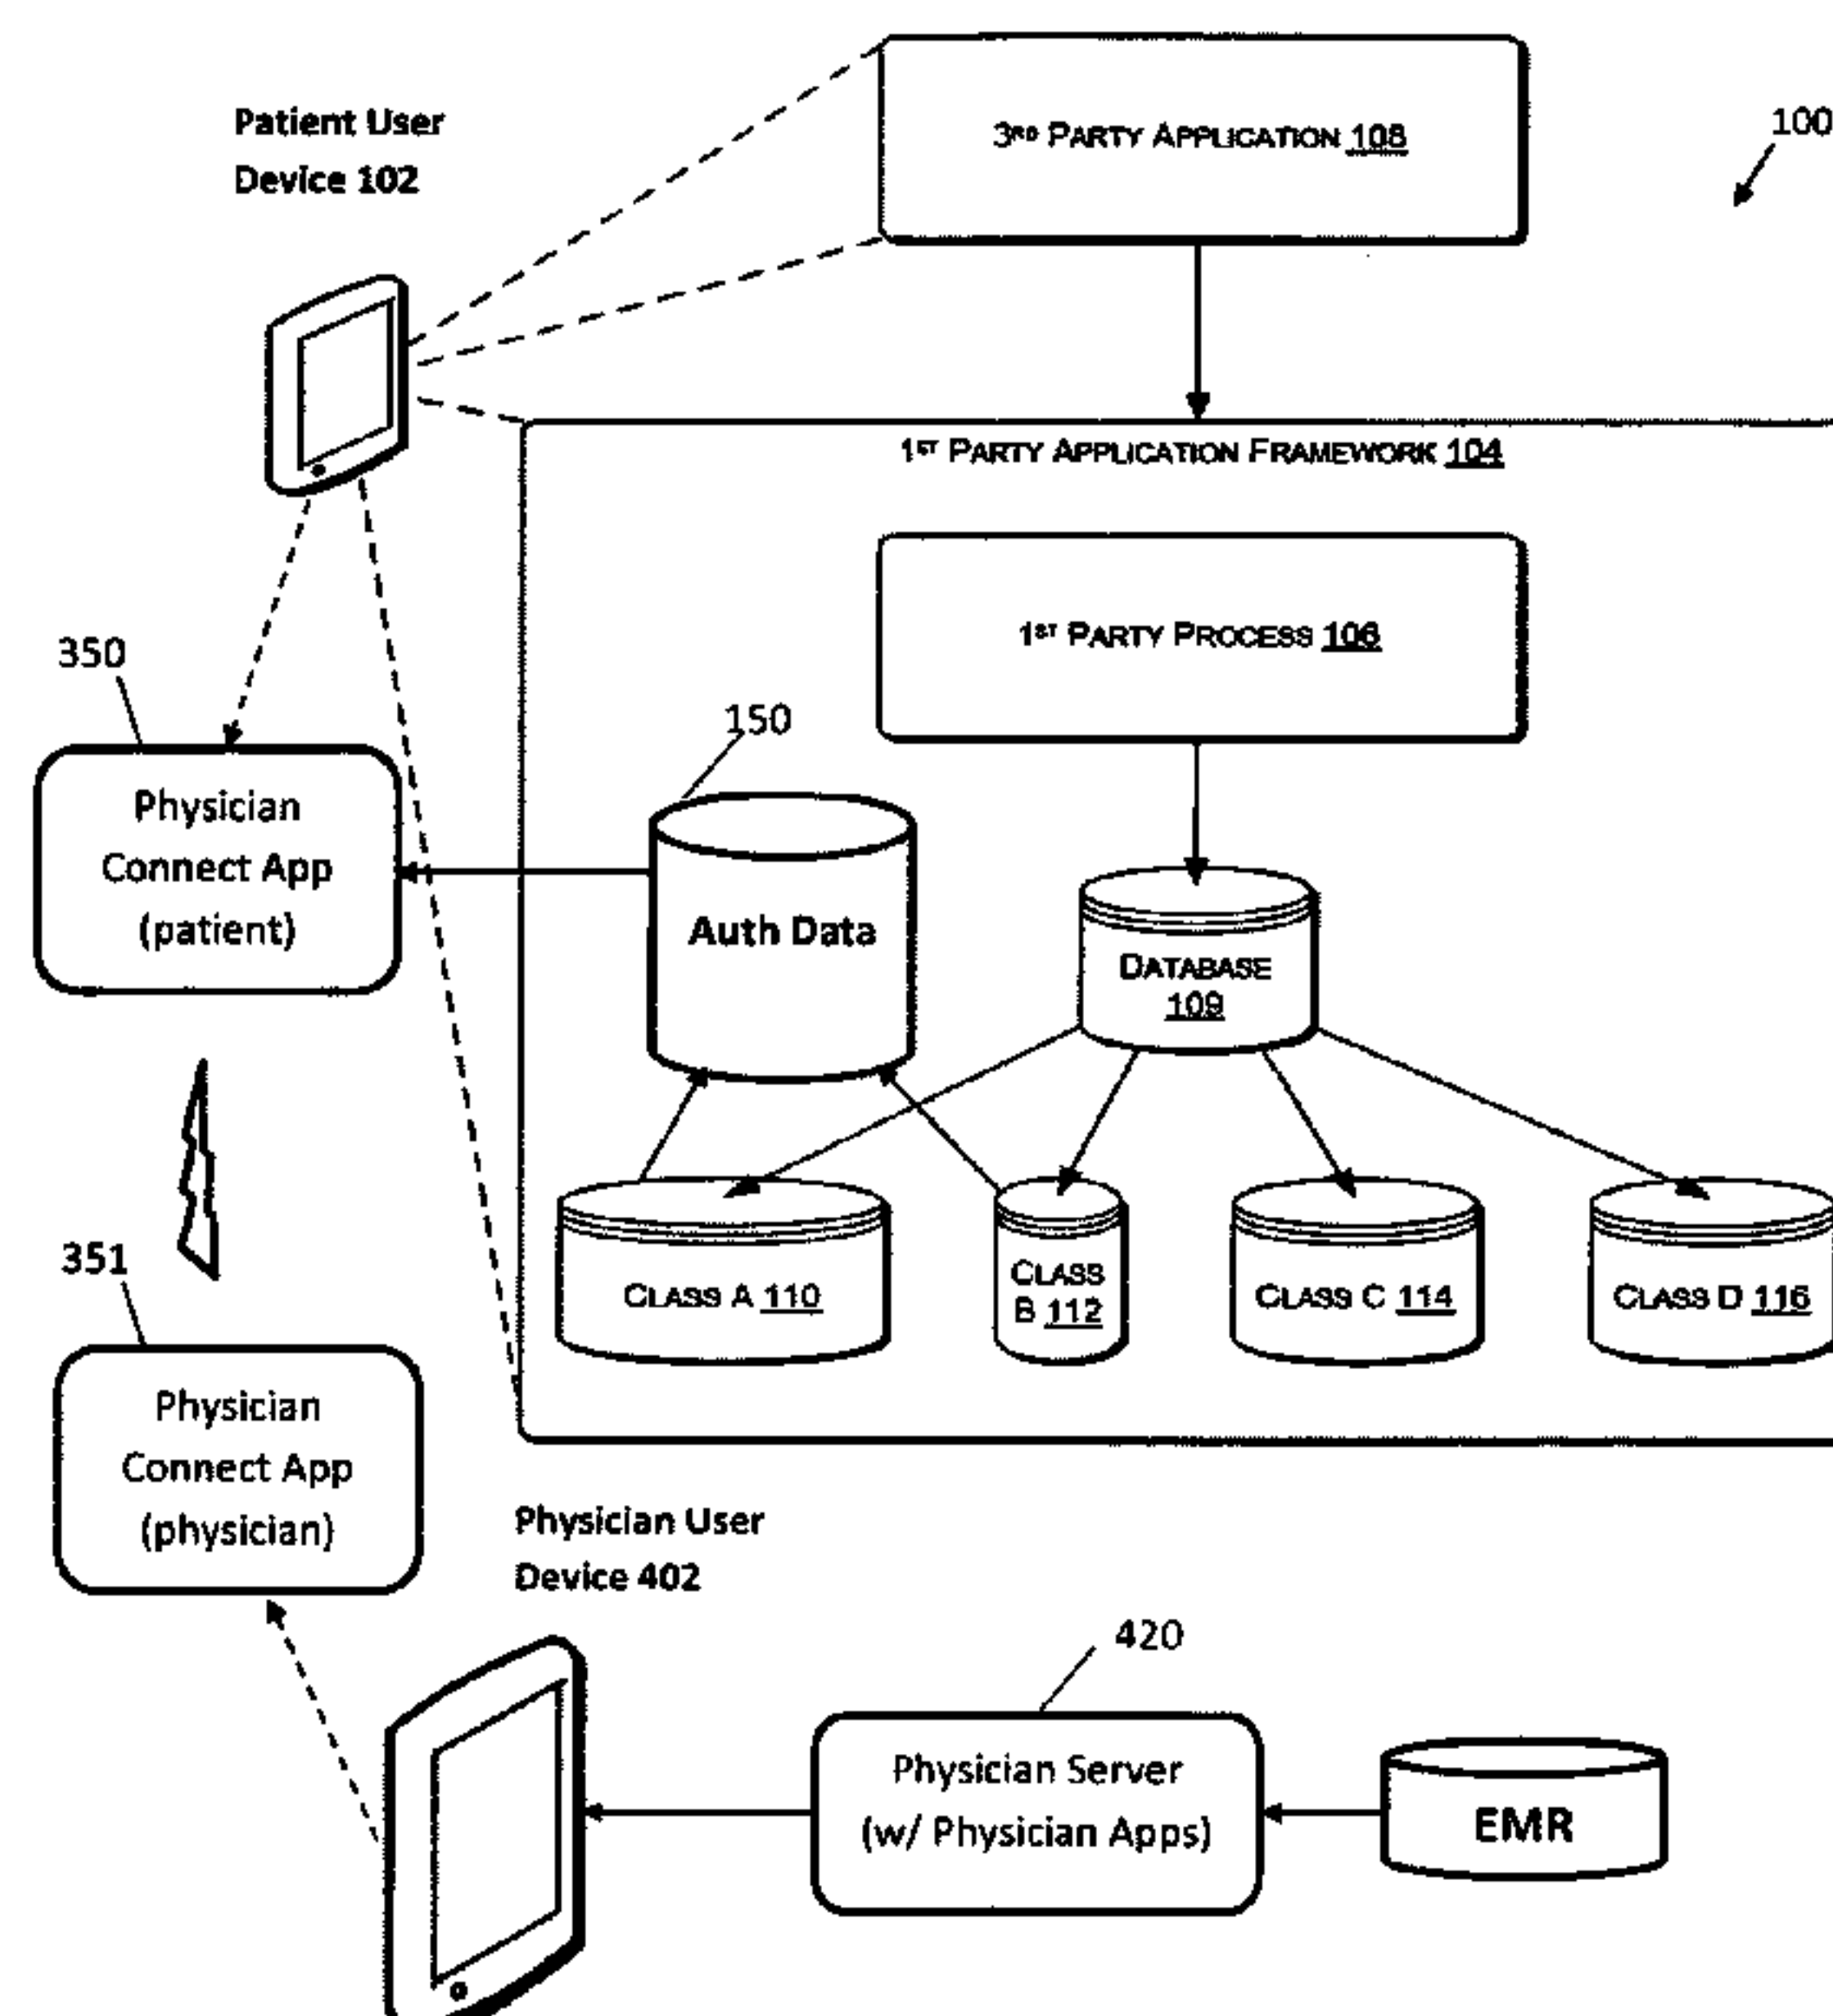 Patient User
Device 102
3RD PARTY APPLICATION 108
100
1ST PARTY APPLICATION FRAMEWORK 104
1ST PARTY PROCESS 106
350
150
Physician
Connect App
(patient)
Auth Data
DATABASE
109
351
CLASS A 110
CLASS
B 112
CLASS C 114
CLASS D 116
Physician
Connect App
(physician)
Physician User
Device 402
420
Physician Server
(w/ Physician Apps)
EMR